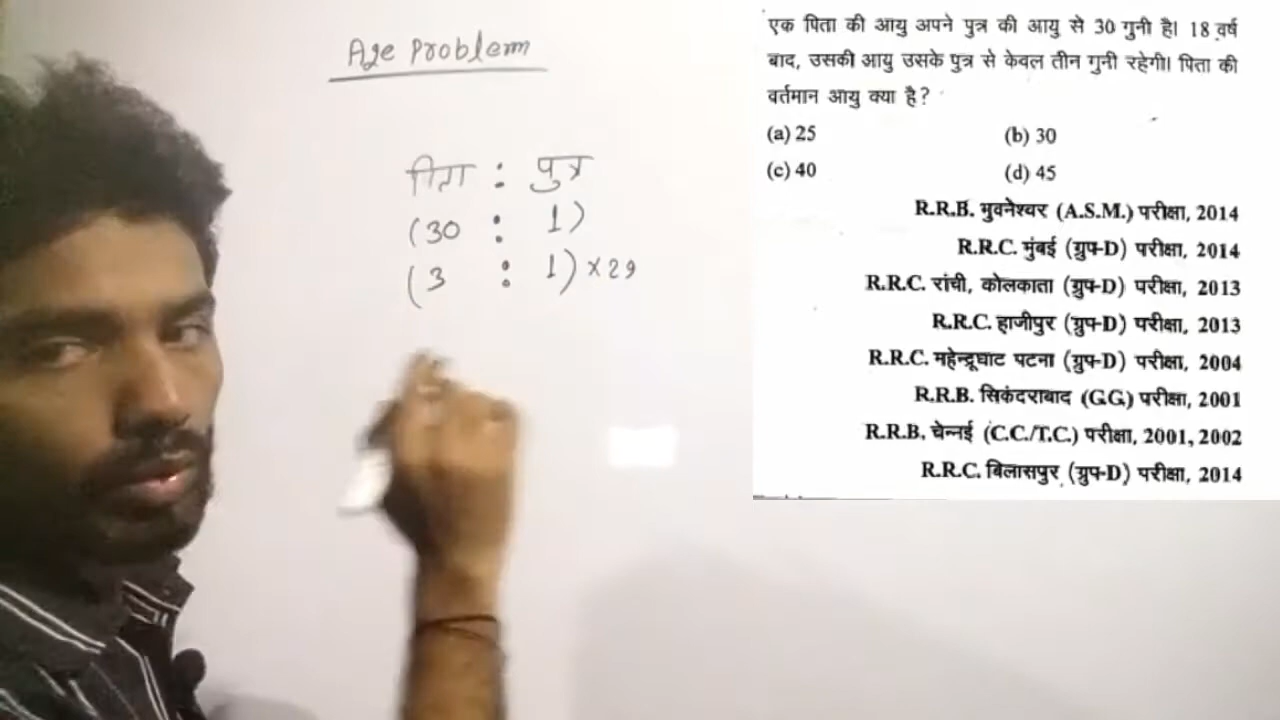 Age Problem
पिता : पुत्र
(30 : 1)
(3 : 1) × 29
एक पिता की आयु अपने पुत्र की आयु से 30 गुनी है। 18 वर्ष
बाद, उसकी आयु उसके पुत्र से केवल तीन गुनी रहेगी। पिता की
वर्तमान आयु क्या है?
(a) 25 (b) 30
(c) 40 (d) 45
R.R.B. भुवनेश्वर (A.S.M.) परीक्षा, 2014
R.R.C. मुंबई (ग्रुप-D) परीक्षा, 2014
R.R.C. रांची, कोलकाता (ग्रुप-D) परीक्षा, 2013
R.R.C. हाजीपुर (ग्रुप-D) परीक्षा, 2013
R.R.C. महेन्द्रूघाट पटना (ग्रुप-D) परीक्षा, 2004
R.R.B. सिकंदराबाद (G.G.) परीक्षा, 2001
R.R.B. चेन्नई (C.C./T.C.) परीक्षा, 2001, 2002
R.R.C. बिलासपुर (ग्रुप-D) परीक्षा, 2014